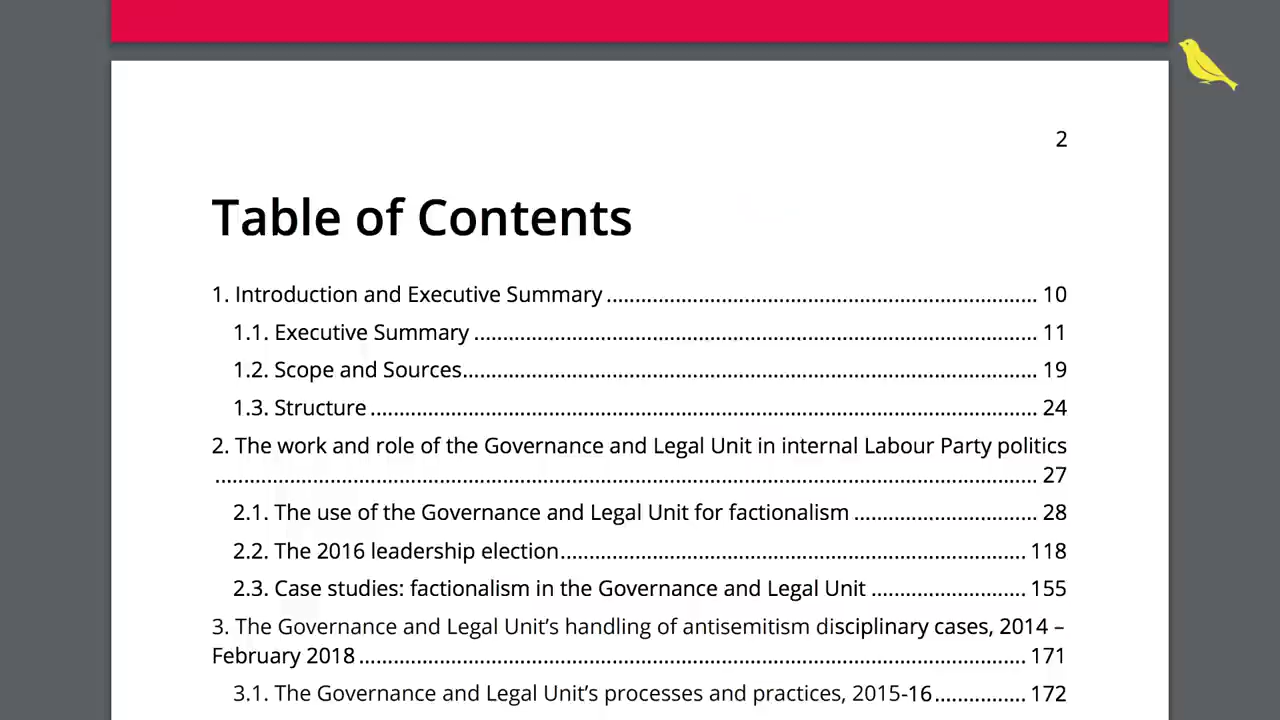 2
Table of Contents
1. Introduction and Executive Summary ........................................................................... 10
1.1. Executive Summary .................................................................................................. 11
1.2. Scope and Sources.................................................................................................... 19
1.3. Structure .................................................................................................................... 24
2. The work and role of the Governance and Legal Unit in internal Labour Party politics
................................................................................................................................................ 27
2.1. The use of the Governance and Legal Unit for factionalism ................................ 28
2.2. The 2016 leadership election................................................................................. 118
2.3. Case studies: factionalism in the Governance and Legal Unit ........................... 155
3. The Governance and Legal Unit’s handling of antisemitism disciplinary cases, 2014 –
February 2018 .................................................................................................................... 171
3.1. The Governance and Legal Unit’s processes and practices, 2015-16................ 172